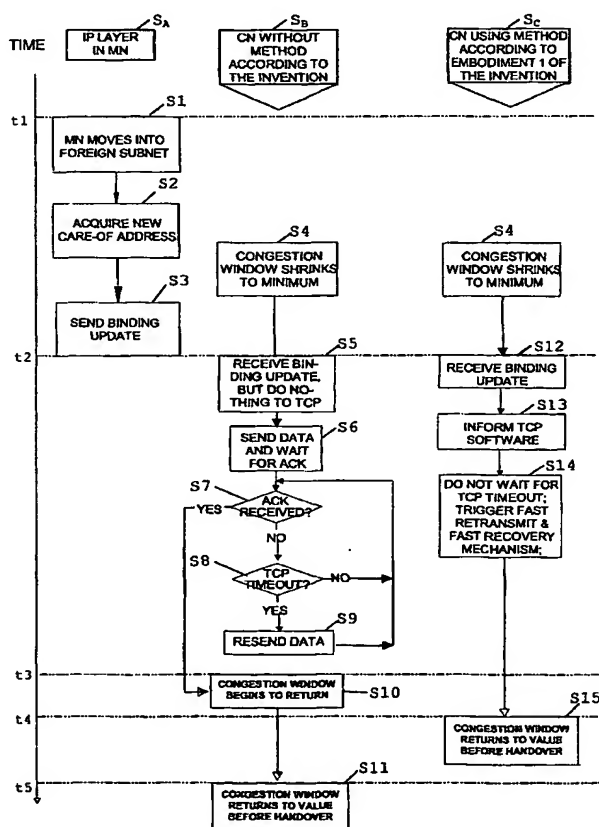 TIME
SA
IP LAYER
IN MN
SB
CN WITHOUT
METHOD
ACCORDING TO
THE INVENTION
SC
CN USING METHOD
ACCORDING TO
EMBODIMENT 1 OF
THE INVENTION
t1
S1
MN MOVES INTO
FOREIGN SUBNET
S2
ACQUIRE NEW
CARE-OF ADDRESS
S3
SEND BINDING
UPDATE
S4
CONGESTION
WINDOW SHRINKS
TO MINIMUM
S4
CONGESTION
WINDOW SHRINKS
TO MINIMUM
t2
S5
RECEIVE BIN-
DING UPDATE,
BUT DO NO-
THING TO TCP
S6
SEND DATA
AND WAIT
FOR ACK
S7
ACK
RECEIVED?
YES
NO
S8
TCP
TIMEOUT?
NO
YES
S9
RESEND DATA
S12
RECEIVE BINDING
UPDATE
S13
INFORM TCP
SOFTWARE
S14
DO NOT WAIT FOR
TCP TIMEOUT;
TRIGGER FAST
RETRANSMIT &
FAST RECOVERY
MECHANISM;
t3
CONGESTION WINDOW
BEGINS TO RETURN
S10
t4
S15
CONGESTION WINDOW
RETURNS TO VALUE
BEFORE HANDOVER
t5
S11
CONGESTION WINDOW
RETURNS TO VALUE
BEFORE HANDOVER